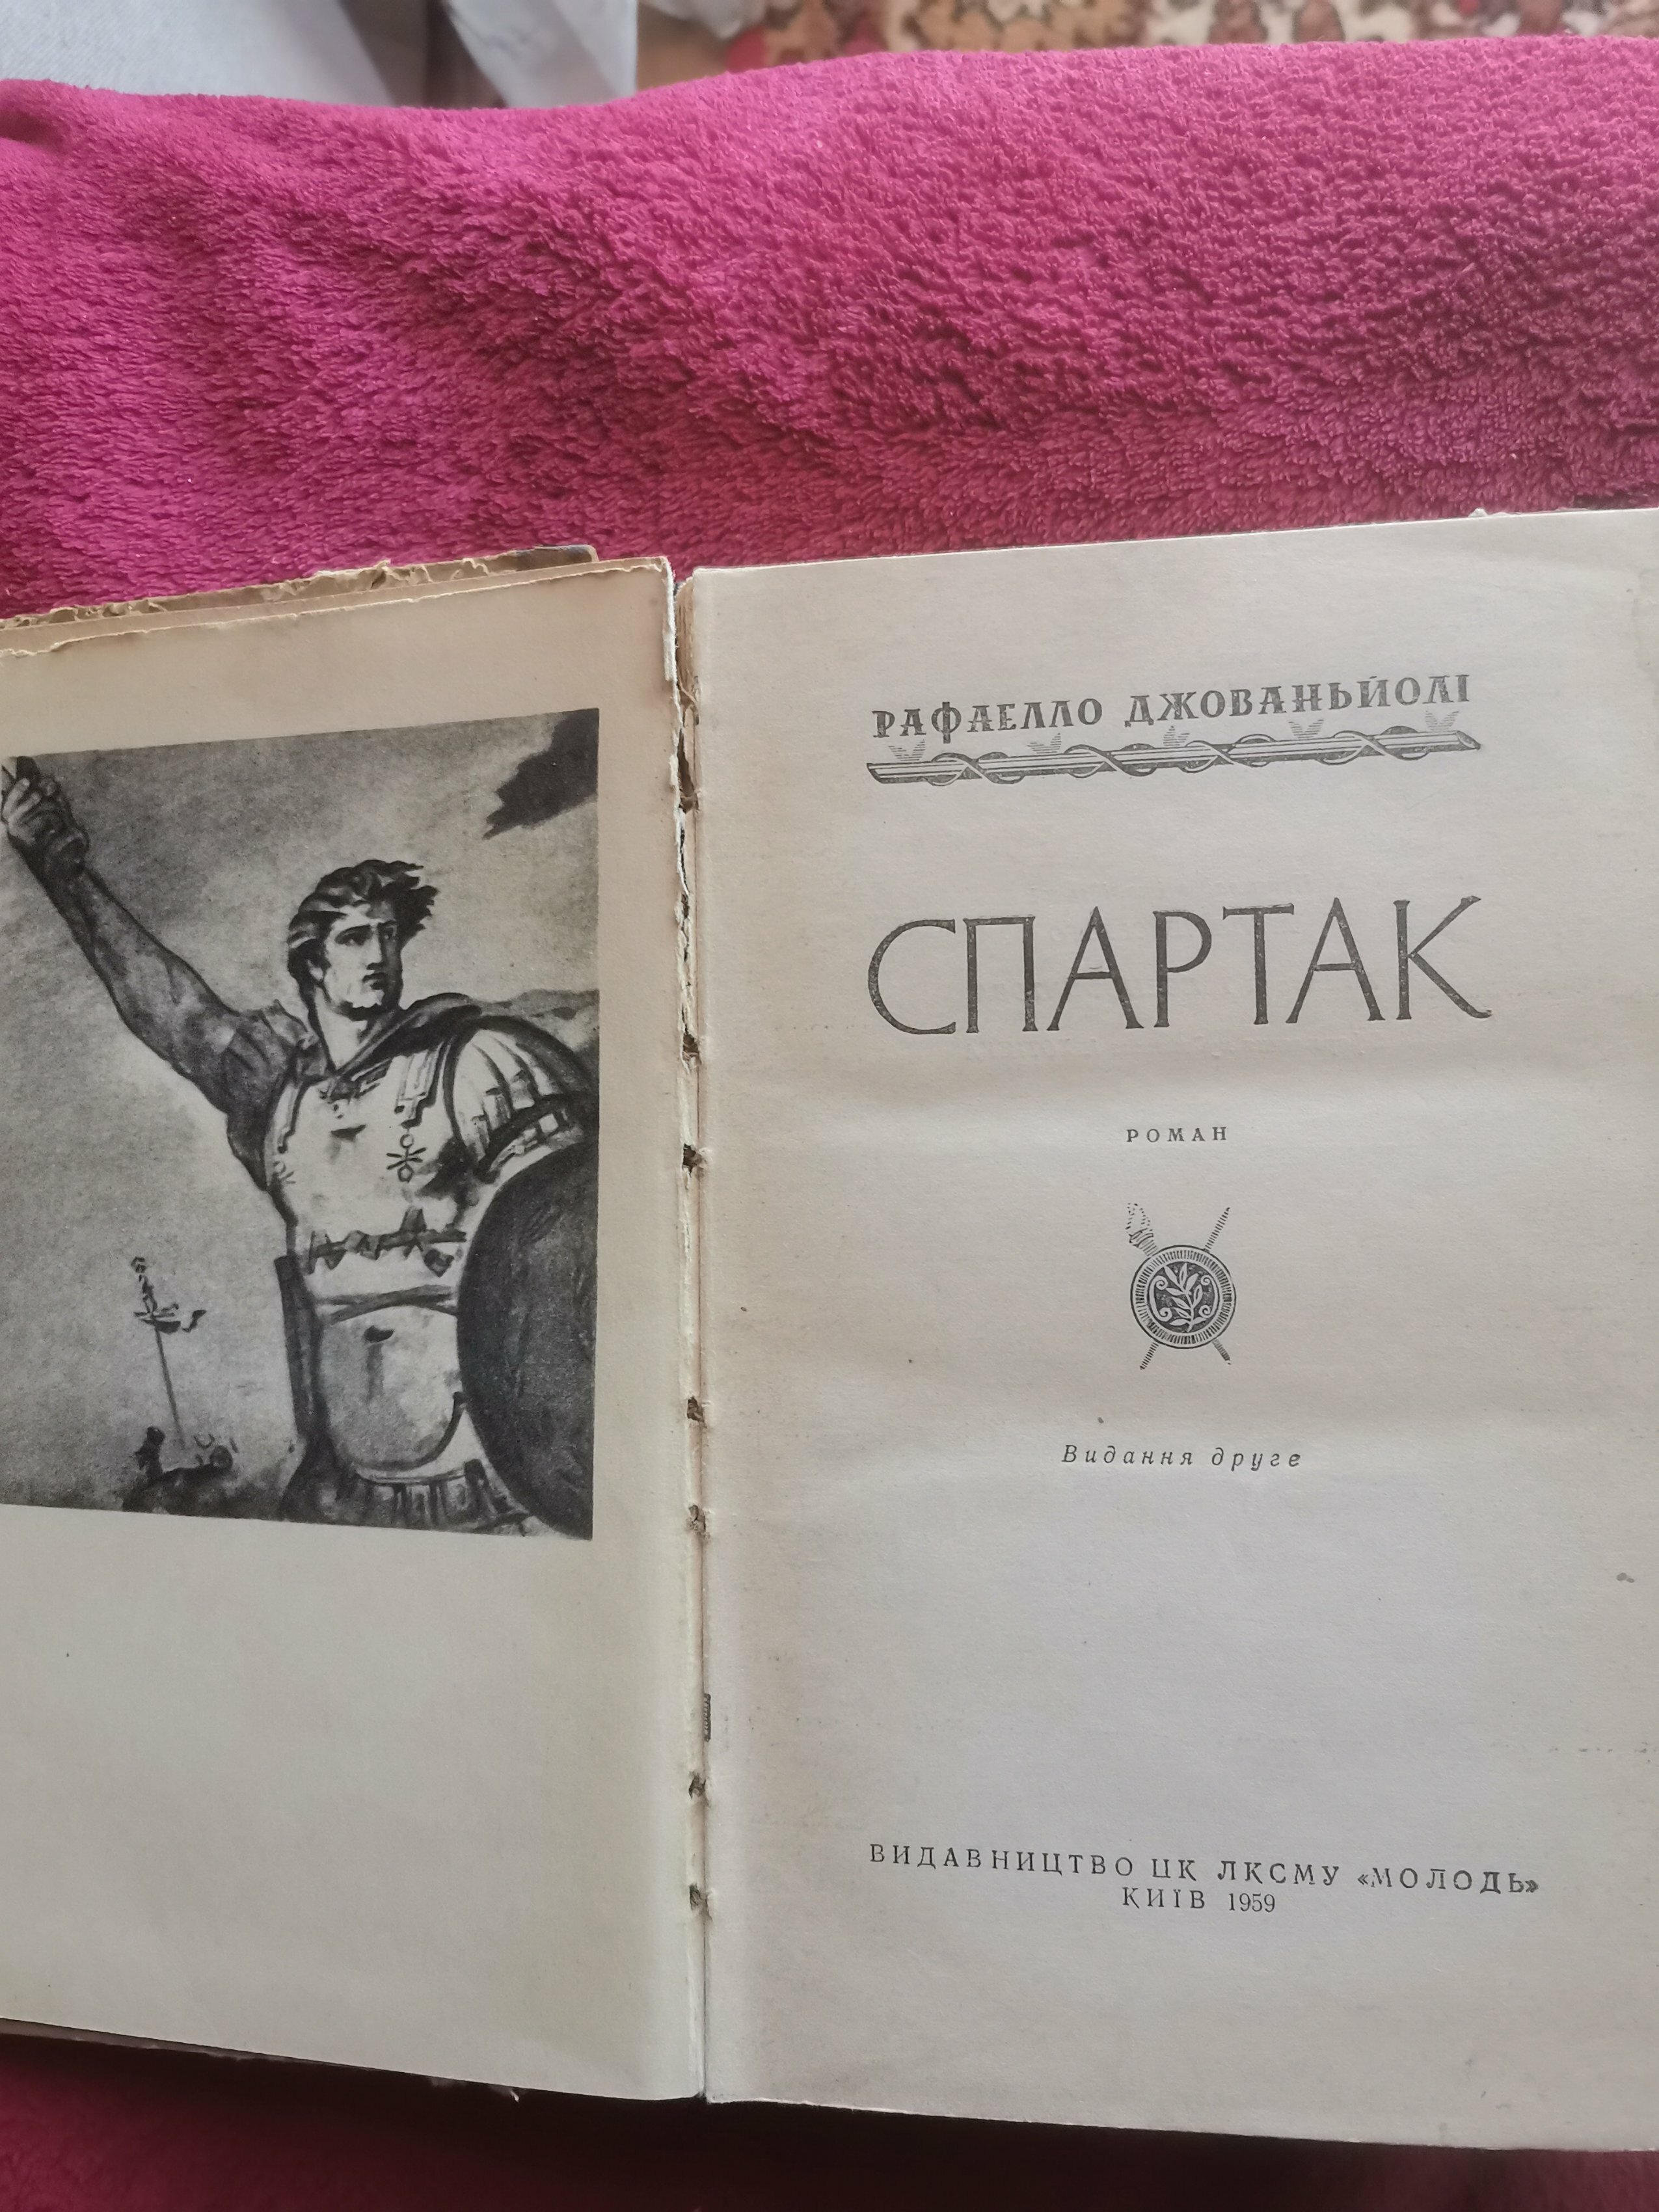 РАФАЕЛЛО ДЖОВАНЬЙОЛІ
СПАРТАК
РОМАН
Видання друге
ВИДАВНИЦТВО ЦК ЛКСМУ «МОЛОДЬ»
КИЇВ 1959